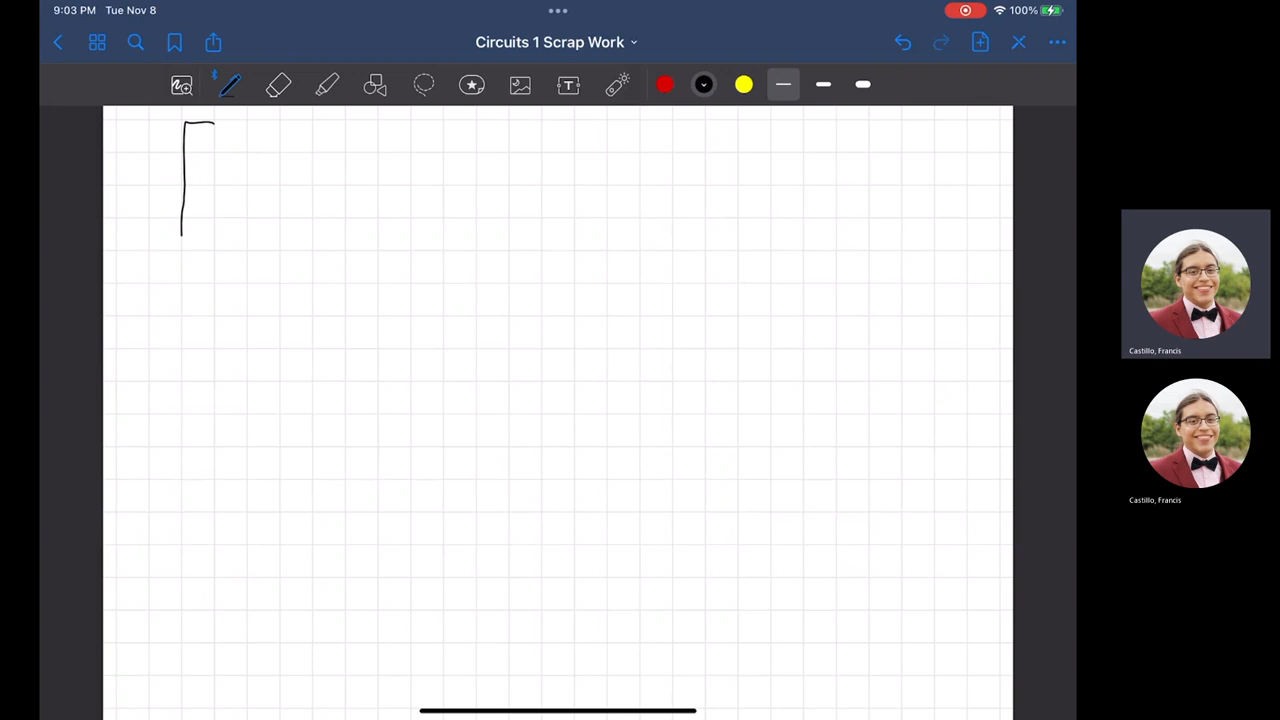 9:03 PM Tue Nov 8
100%
Circuits 1 Scrap Work
T
Castillo, Francis
Castillo, Francis